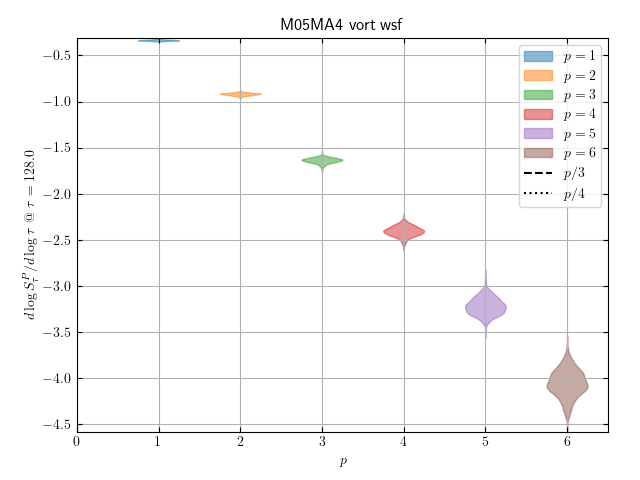 M05MA4 vort wsf
d log S_τ^P / d log τ @ τ = 128.0
−0.5
−1.0
−1.5
−2.0
−2.5
−3.0
−3.5
−4.0
−4.5
p = 1
p = 2
p = 3
p = 4
p = 5
p = 6
p/3
p/4
0 1 2 3 4 5 6
p